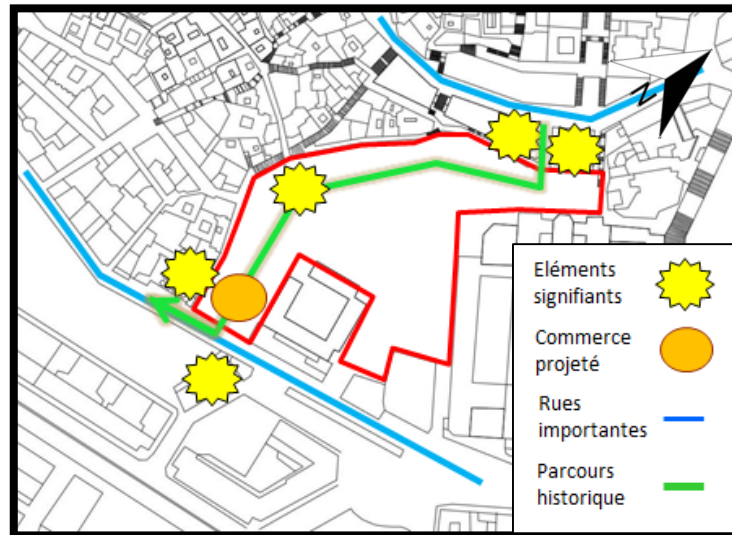 N
Eléments
signifiants
Commerce
projeté
Rues
importantes
Parcours
historique